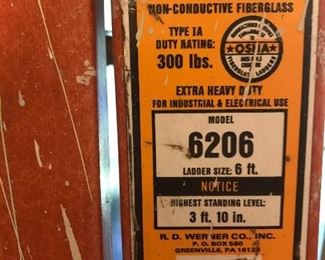 NON-CONDUCTIVE FIBERGLASS
TYPE IA
DUTY RATING:
300 lbs.
OSHA
EXTRA HEAVY DUTY
FOR INDUSTRIAL & ELECTRICAL USE
MODEL
6206
LADDER SIZE: 6 ft.
NOTICE
HIGHEST STANDING LEVEL:
3 ft. 10 in.
R. D. WERNER CO., INC.
P. O. BOX 580
GREENVILLE, PA 16125